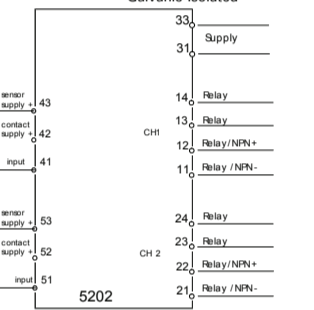 Galvanic isolated
33
Supply
31
sensor
supply +
43
14
Relay
contact
supply +
42
13
Relay
CH1
12
Relay/NPN+
input
41
11
Relay /NPN-
sensor
supply +
53
24
Relay
contact
supply +
52
23
Relay
CH 2
22
Relay/NPN+
input
51
21
Relay /NPN-
5202